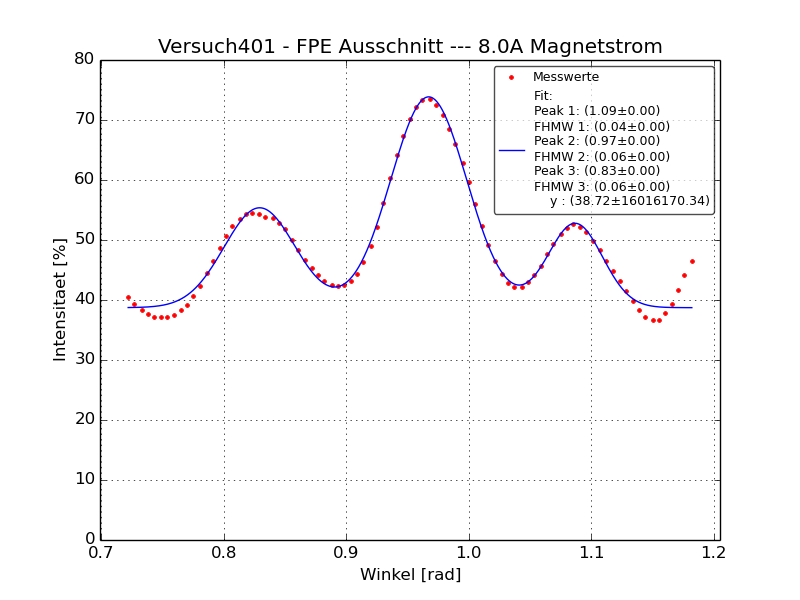 Versuch401 - FPE Ausschnitt --- 8.0A Magnetstrom
80
70
60
50
40
30
20
10
0
Intensitaet [%]
Messwerte
Fit:
Peak 1: (1.09±0.00)
FHMW 1: (0.04±0.00)
Peak 2: (0.97±0.00)
FHMW 2: (0.06±0.00)
Peak 3: (0.83±0.00)
FHMW 3: (0.06±0.00)
y : (38.72±16016170.34)
0.7 0.8 0.9 1.0 1.1 1.2
Winkel [rad]